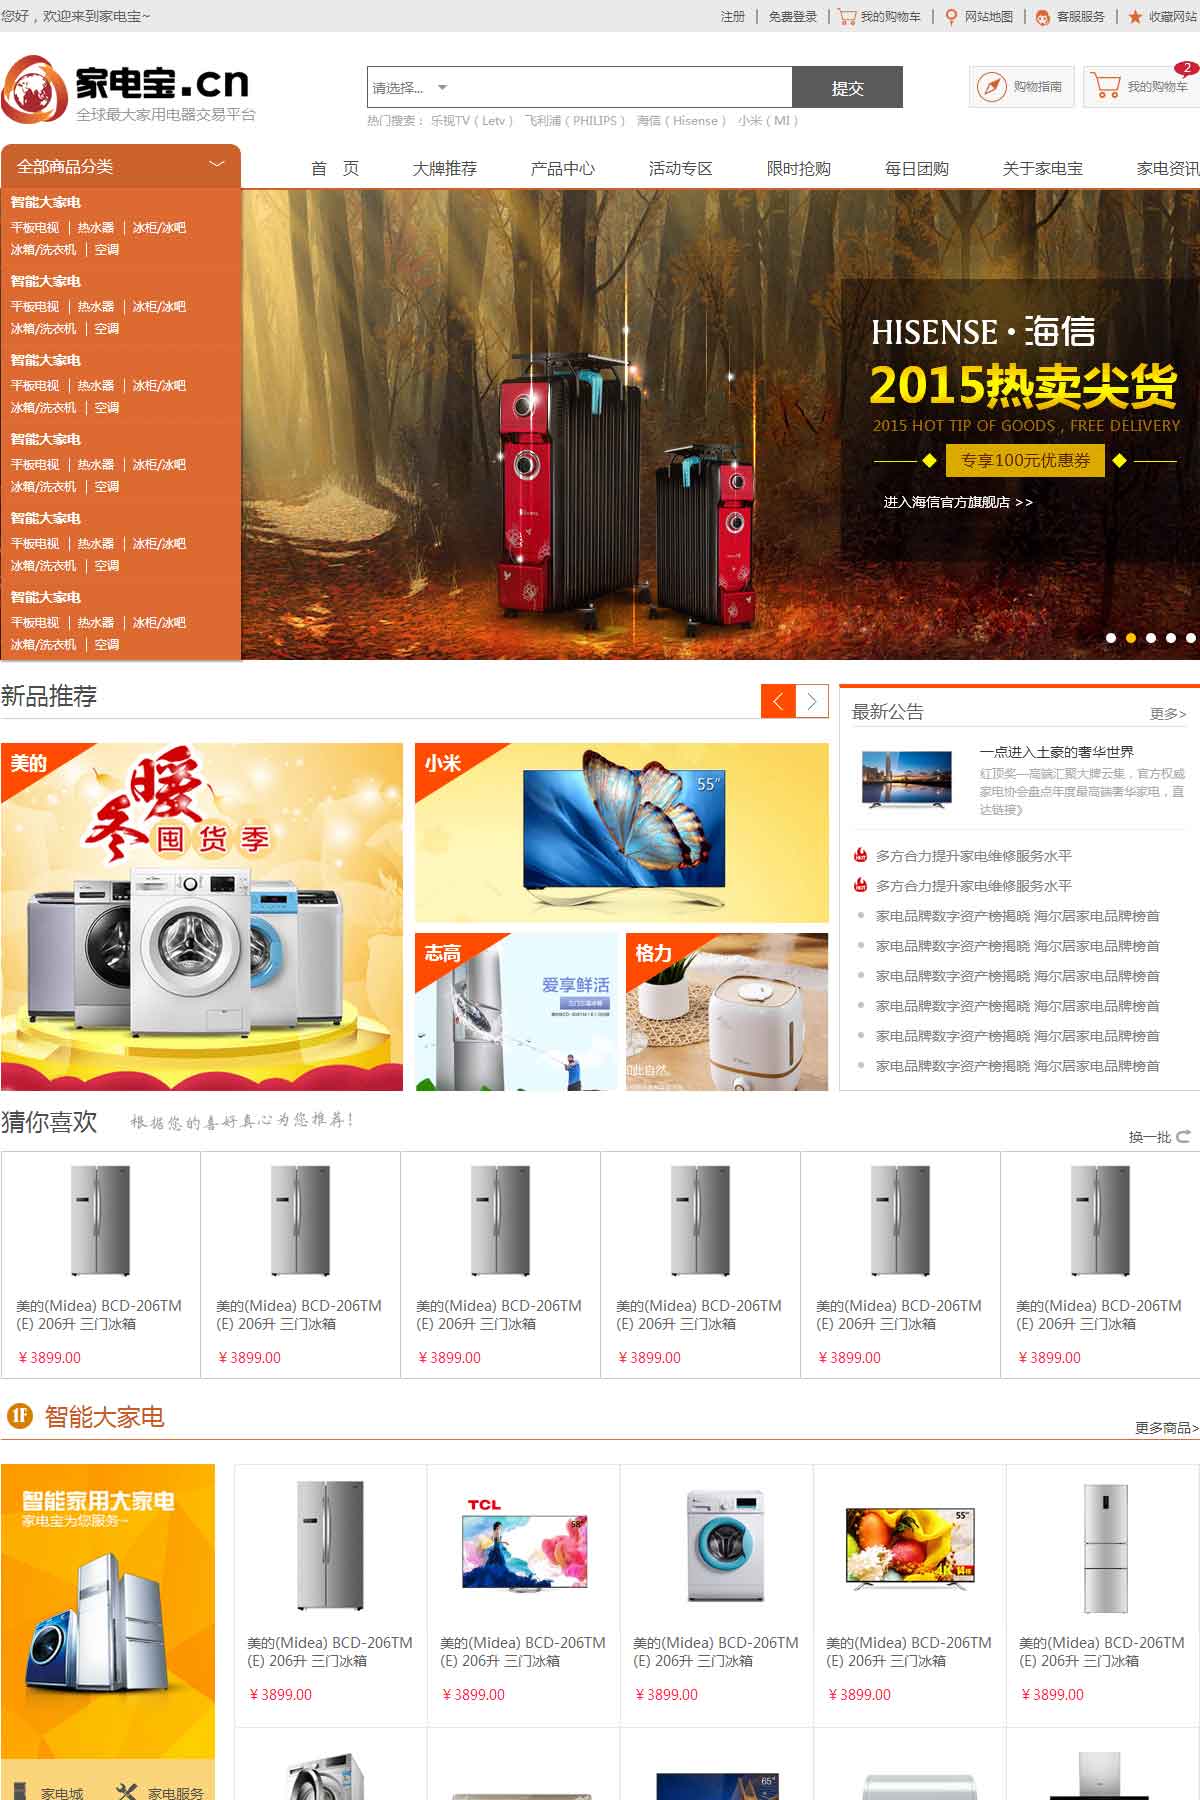 您好，欢迎来到家电宝~
注册 | 免费登录 | 我的购物车 | 网站地图 | 客服服务 | 收藏网站
家电宝.cn
全球最大家用电器交易平台
请选择...
提交
购物指南
我的购物车
2
热门搜索： 乐视TV（Letv） 飞利浦（PHILIPS） 海信（Hisense） 小米（MI）
全部商品分类
首 页 大牌推荐 产品中心 活动专区 限时抢购 每日团购 关于家电宝 家电资讯
智能大家电
平板电视 | 热水器 | 冰柜/冰吧
冰箱/洗衣机 | 空调
智能大家电
平板电视 | 热水器 | 冰柜/冰吧
冰箱/洗衣机 | 空调
智能大家电
平板电视 | 热水器 | 冰柜/冰吧
冰箱/洗衣机 | 空调
智能大家电
平板电视 | 热水器 | 冰柜/冰吧
冰箱/洗衣机 | 空调
智能大家电
平板电视 | 热水器 | 冰柜/冰吧
冰箱/洗衣机 | 空调
智能大家电
平板电视 | 热水器 | 冰柜/冰吧
冰箱/洗衣机 | 空调
HISENSE·海信
2015热卖尖货
2015 HOT TIP OF GOODS , FREE DELIVERY
专享100元优惠券
进入海信官方旗舰店 >>
新品推荐
美的
暖
冬
囤货季
小米
55”
志高
爱享鲜活
格力
如此自然
最新公告
更多>
一点进入土豪的奢华世界
红顶奖—高端汇聚大牌云集，官方权威
家电协会盘点年度最高端奢华家电，直
达链接》
HOT 多方合力提升家电维修服务水平
HOT 多方合力提升家电维修服务水平
家电品牌数字资产榜揭晓 海尔居家电品牌榜首
家电品牌数字资产榜揭晓 海尔居家电品牌榜首
家电品牌数字资产榜揭晓 海尔居家电品牌榜首
家电品牌数字资产榜揭晓 海尔居家电品牌榜首
家电品牌数字资产榜揭晓 海尔居家电品牌榜首
家电品牌数字资产榜揭晓 海尔居家电品牌榜首
猜你喜欢
根据您的喜好真心为您推荐！
换一批
美的(Midea) BCD-206TM
(E) 206升 三门冰箱
￥3899.00
美的(Midea) BCD-206TM
(E) 206升 三门冰箱
￥3899.00
美的(Midea) BCD-206TM
(E) 206升 三门冰箱
￥3899.00
美的(Midea) BCD-206TM
(E) 206升 三门冰箱
￥3899.00
美的(Midea) BCD-206TM
(E) 206升 三门冰箱
￥3899.00
美的(Midea) BCD-206TM
(E) 206升 三门冰箱
￥3899.00
1F 智能大家电
更多商品>
智能家用大家电
家电宝为您服务~
家电城
家电服务
美的(Midea) BCD-206TM
(E) 206升 三门冰箱
￥3899.00
TCL
58”
美的(Midea) BCD-206TM
(E) 206升 三门冰箱
￥3899.00
美的(Midea) BCD-206TM
(E) 206升 三门冰箱
￥3899.00
55”
4K 14核
美的(Midea) BCD-206TM
(E) 206升 三门冰箱
￥3899.00
美的(Midea) BCD-206TM
(E) 206升 三门冰箱
￥3899.00
65”